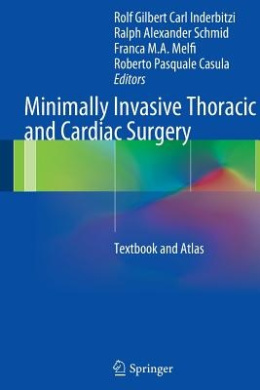 Rolf Gilbert Carl Inderbitzi
Ralph Alexander Schmid
Franca M.A. Melfi
Roberto Pasquale Casula
Editors
Minimally Invasive Thoracic
and Cardiac Surgery
Textbook and Atlas
Springer